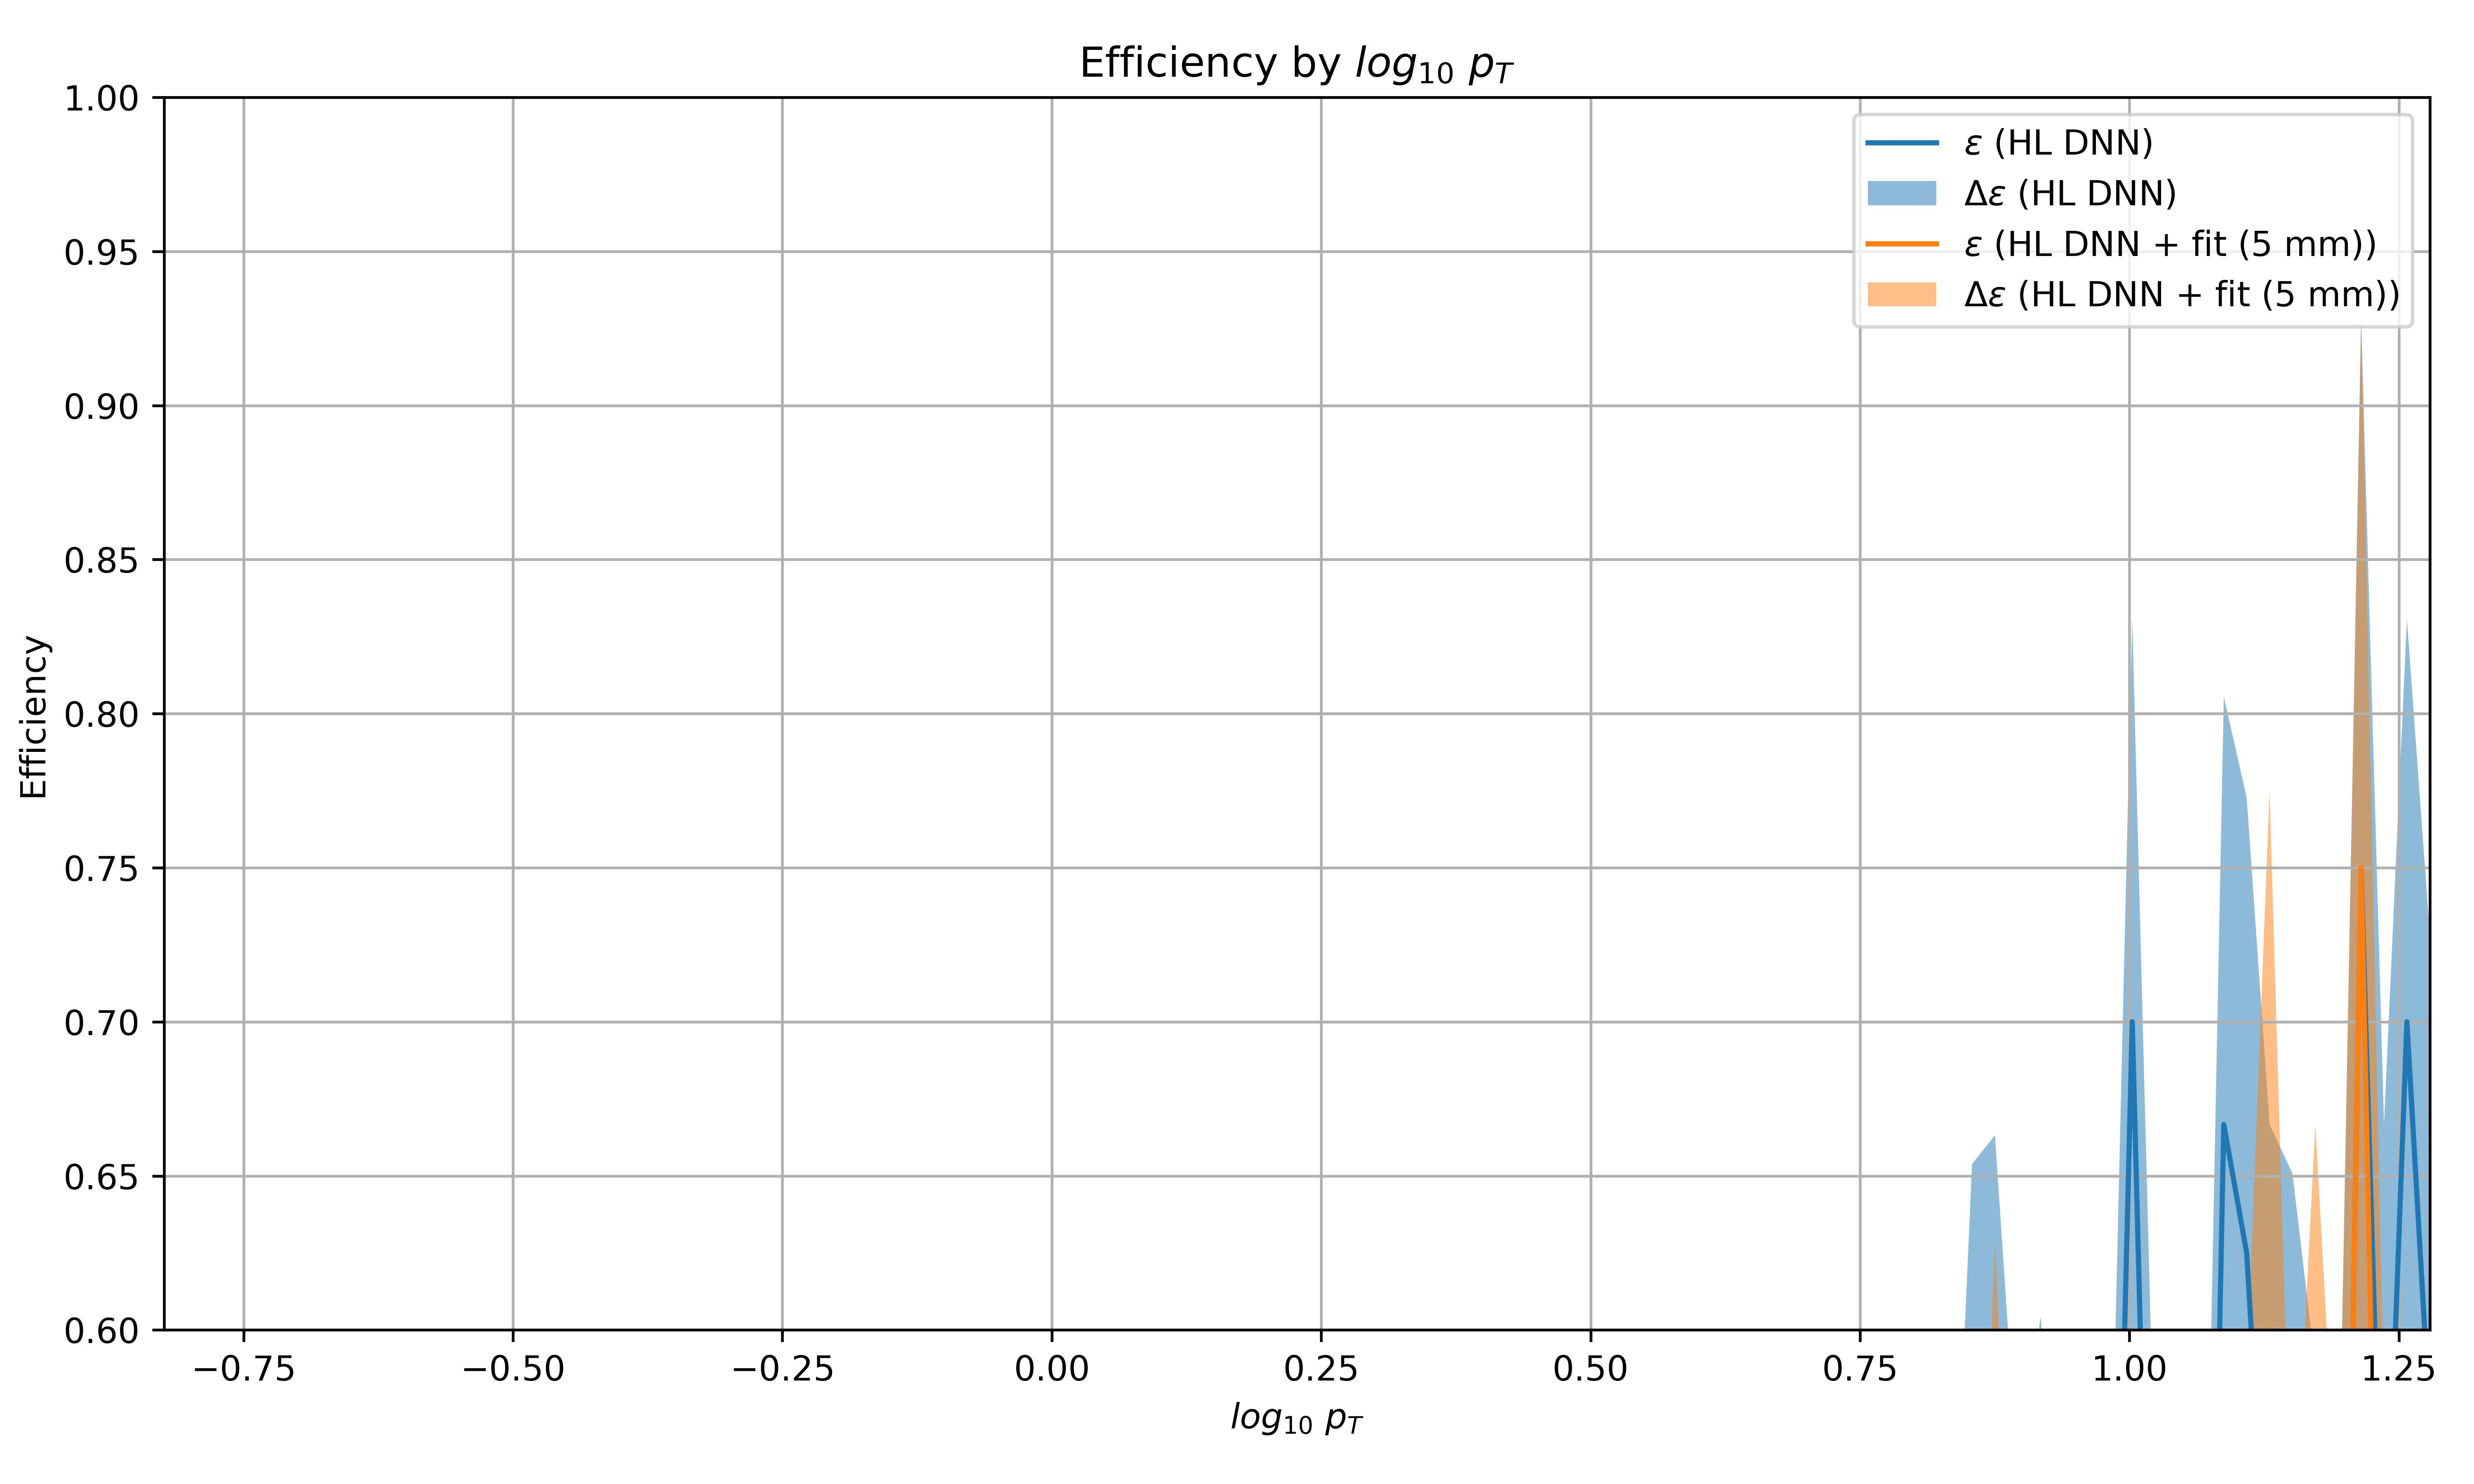 Efficiency by log₁₀ p_T
1.00
0.95
0.90
0.85
0.80
0.75
0.70
0.65
0.60
Efficiency
ε (HL DNN)
Δε (HL DNN)
ε (HL DNN + fit (5 mm))
Δε (HL DNN + fit (5 mm))
−0.75 −0.50 −0.25 0.00 0.25 0.50 0.75 1.00 1.25
log₁₀ p_T